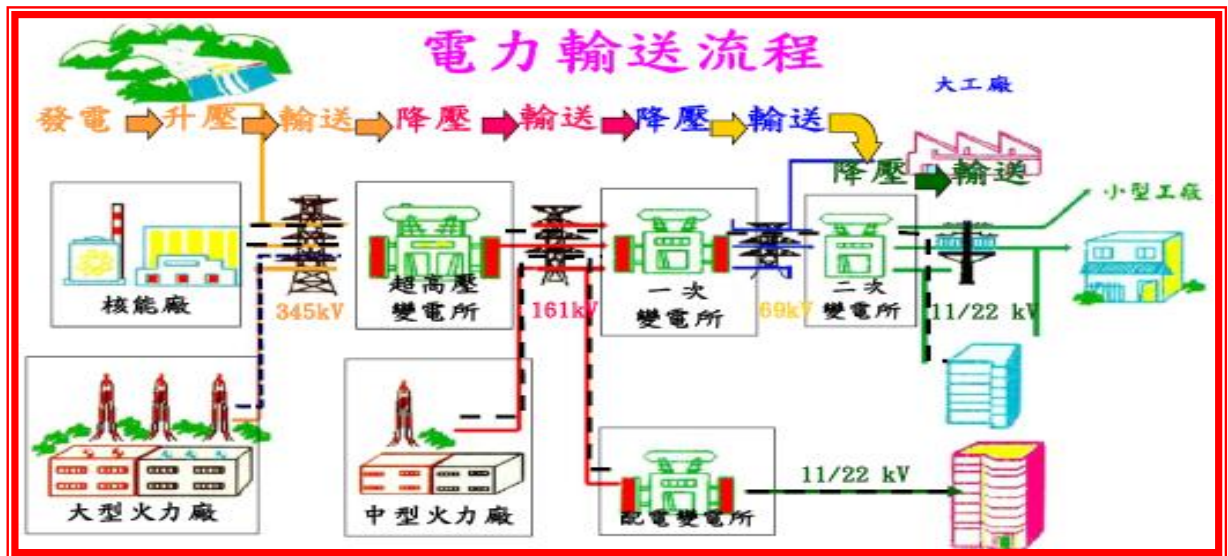 電力輸送流程
大工廠
發電 升壓 輸送 降壓 輸送 降壓 輸送
降壓 輸送
小型工廠
核能廠
345kV
超高壓
變電所
161kV
一次
變電所
69kV
二次
變電所
11/22 kV
大型火力廠
中型火力廠
配電變電所
11/22 kV